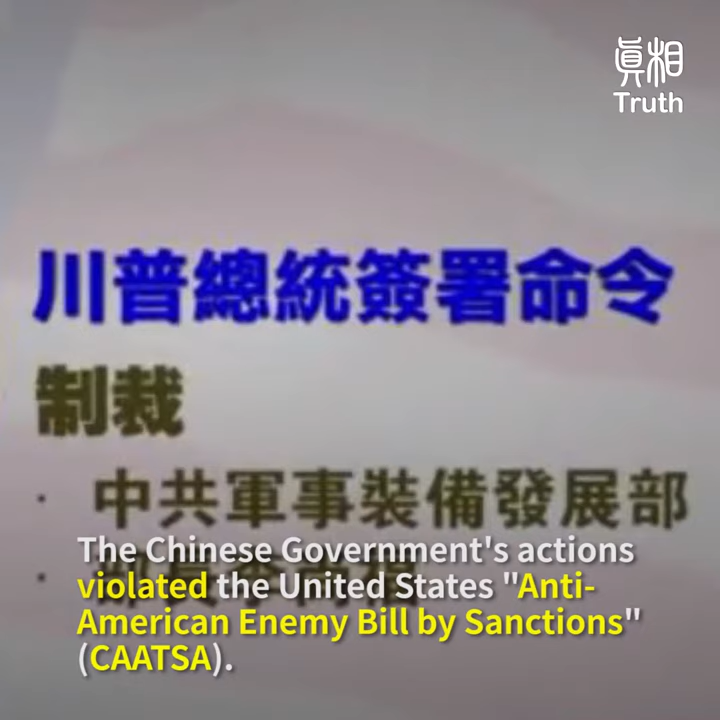 真相
Truth
川普總統簽署命令
制裁
· 中共軍事裝備發展部
The Chinese Government's actions
violated the United States "Anti-
American Enemy Bill by Sanctions"
(CAATSA).